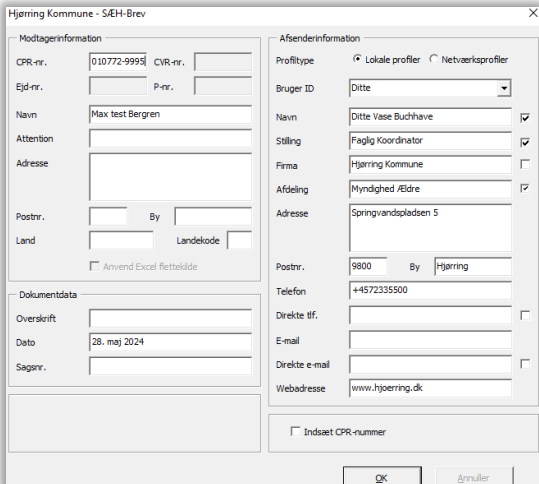 Hjørring Kommune - SÆH-Brev
Modtagerinformation
CPR-nr. 010772-9995 CVR-nr.
Ejd-nr. P-nr.
Navn Max test Bergren
Attention
Adresse
Postnr. By
Land Landekode
Anvend Excel flettekilde
Dokumentdata
Overskrift
Dato 28. maj 2024
Sagsnr.
Afsenderinformation
Profiltype Lokale profiler Netværksprofiler
Bruger ID Ditte
Navn Ditte Vase Buchhave
Stilling Faglig Koordinator
Firma Hjørring Kommune
Afdeling Myndighed Ældre
Adresse Springvandspladsen 5
Postnr. 9800 By Hjørring
Telefon +4572335500
Direkte tlf.
E-mail
Direkte e-mail
Webadresse www.hjoerring.dk
Indsæt CPR-nummer
OK Annuller